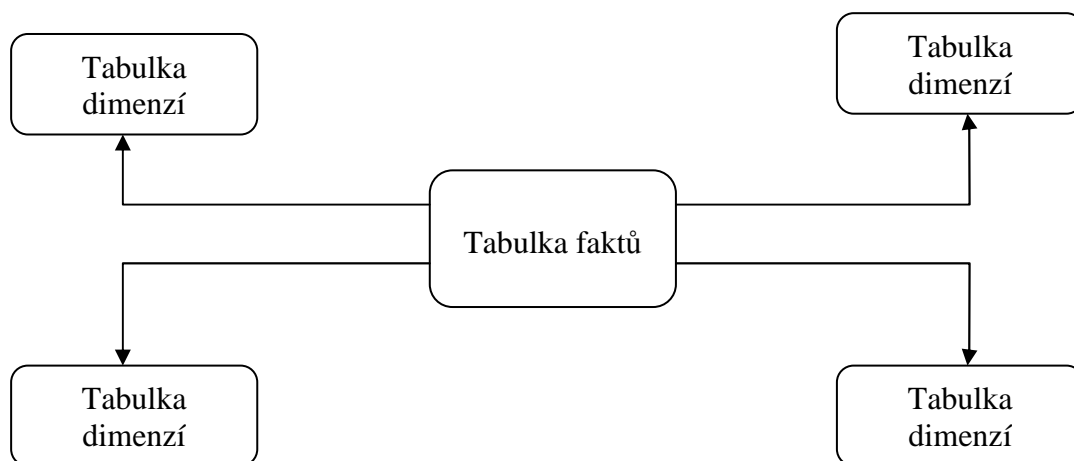 Tabulka
dimenzí
Tabulka
dimenzí
Tabulka faktů
Tabulka
dimenzí
Tabulka
dimenzí